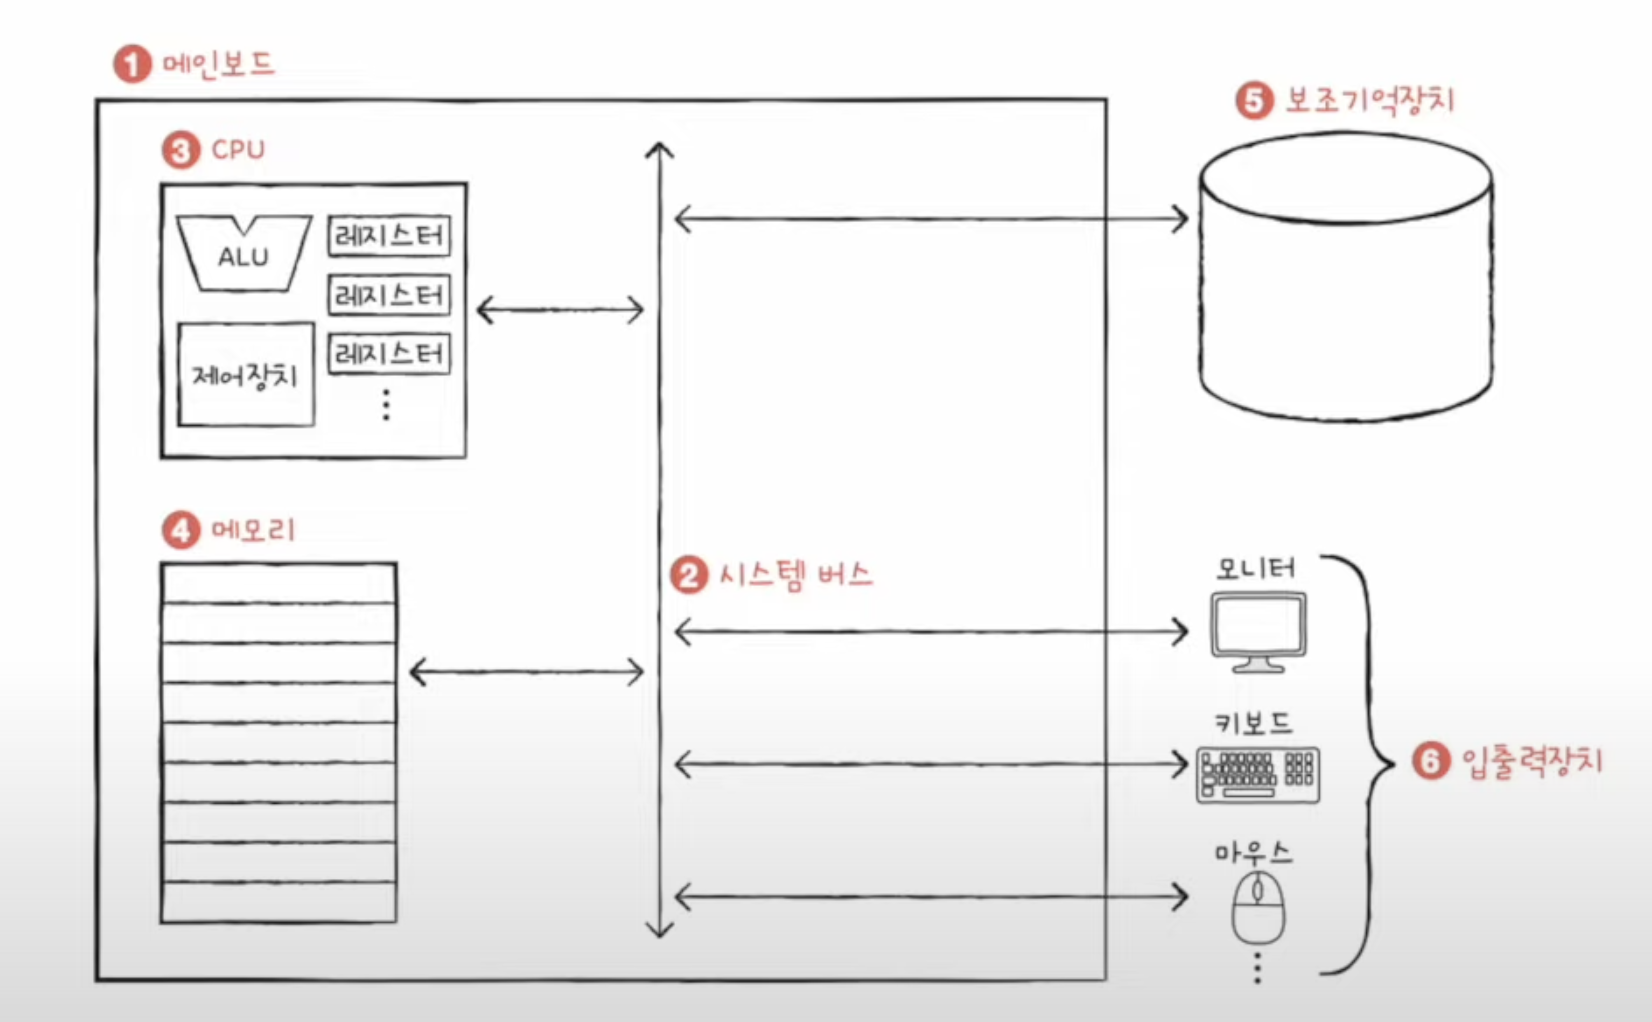 1 메인보드
3 CPU
ALU
레지스터
레지스터
레지스터
제어장치
4 메모리
2 시스템 버스
5 보조기억장치
모니터
키보드
마우스
6 입출력장치